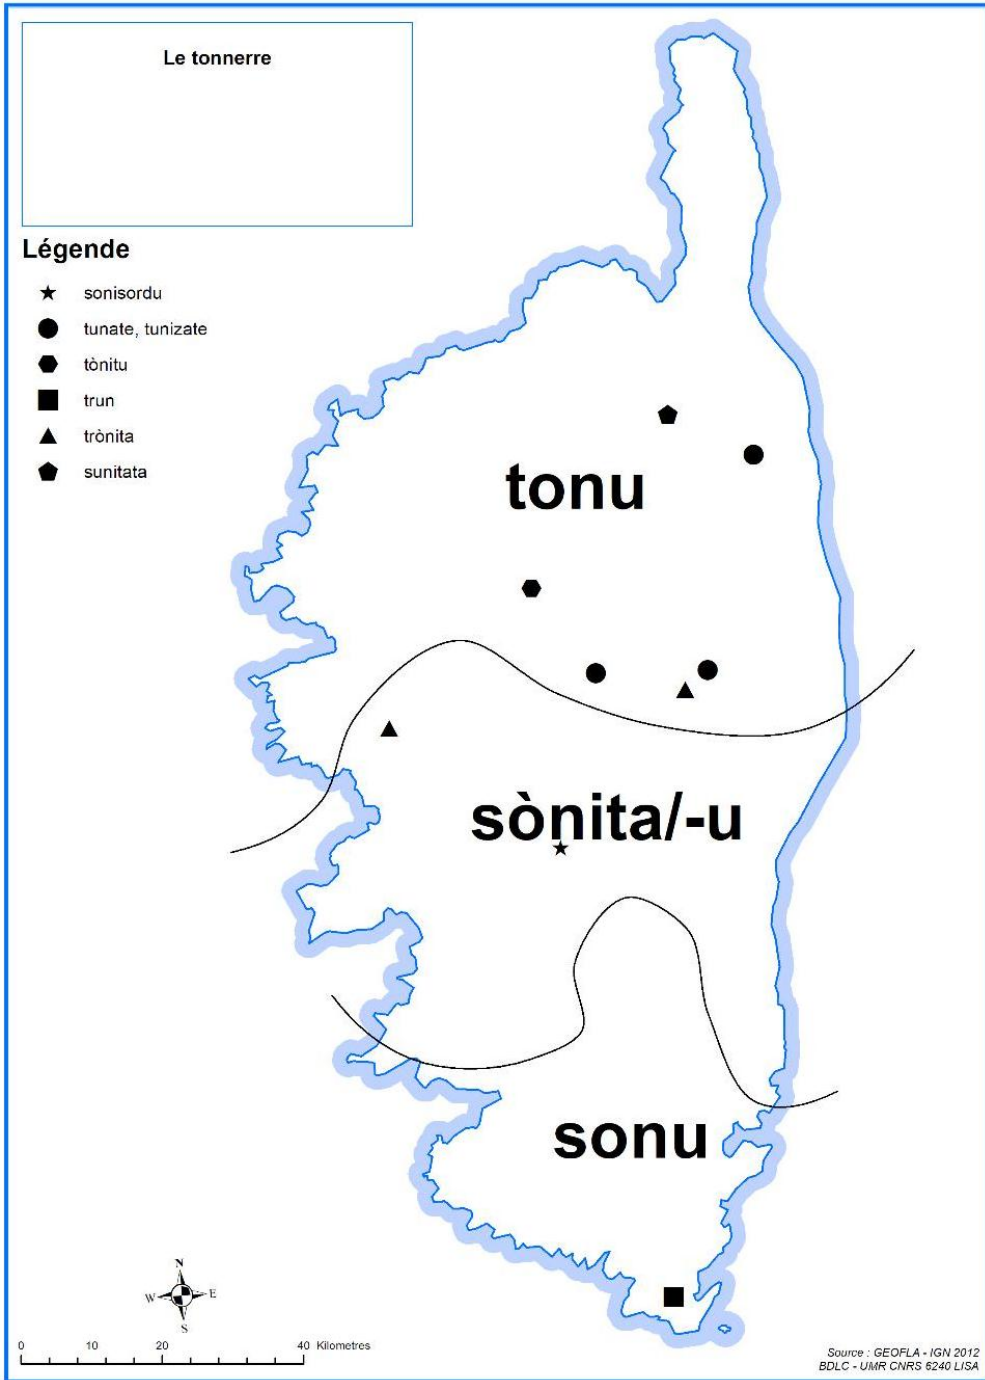 Le tonnerre
Légende
sonisordu
tunate, tunizate
tònitu
trun
trònita
sunitata
tonu
sònita/-u
sonu
N
W E
S
0 10 20 40 Kilometres
Source : GEOFLA - IGN 2012
BDLC - UMR CNRS 6240 LISA